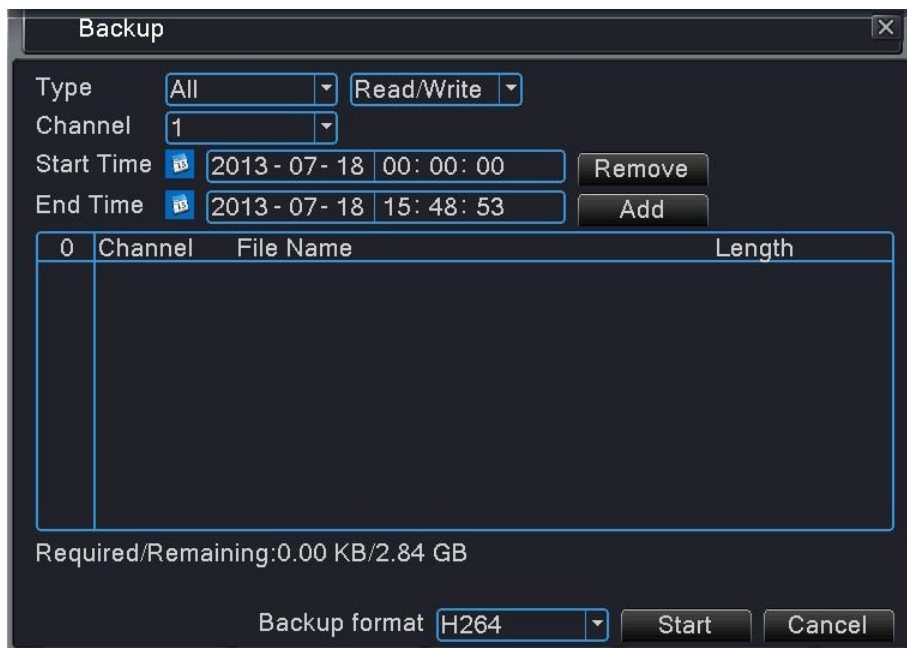 Backup
Type All Read/Write
Channel 1
Start Time 2013 - 07 - 18 00: 00: 00 Remove
End Time 2013 - 07 - 18 15: 48: 53 Add
0 Channel File Name Length
Required/Remaining:0.00 KB/2.84 GB
Backup format H264 Start Cancel